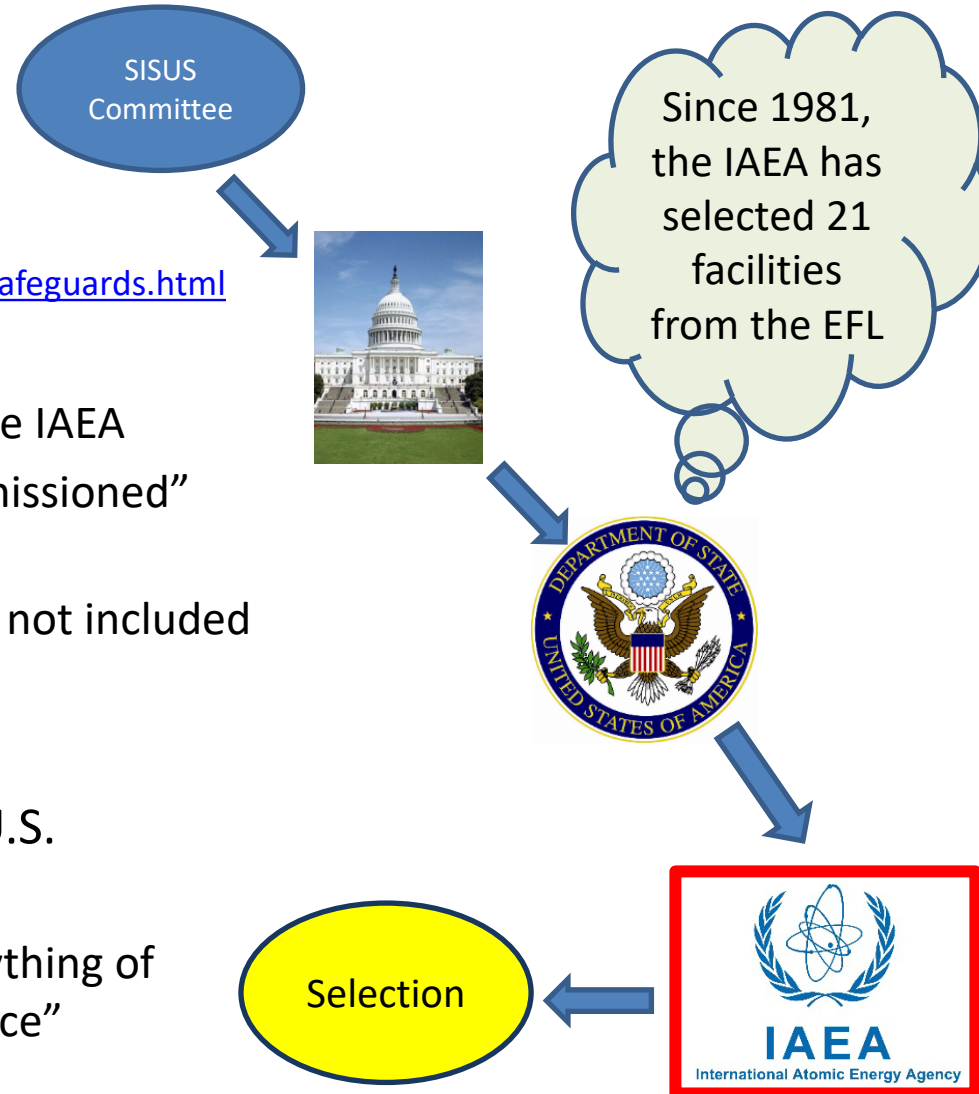 SISUS
Committee
Since 1981,
the IAEA has
selected 21
facilities
from the EFL
afeguards.html
e IAEA
nissioned”
not included
DEPARTMENT OF STATE
UNITED STATES OF AMERICA
U.S.
ything of
ce”
Selection
IAEA
International Atomic Energy Agency